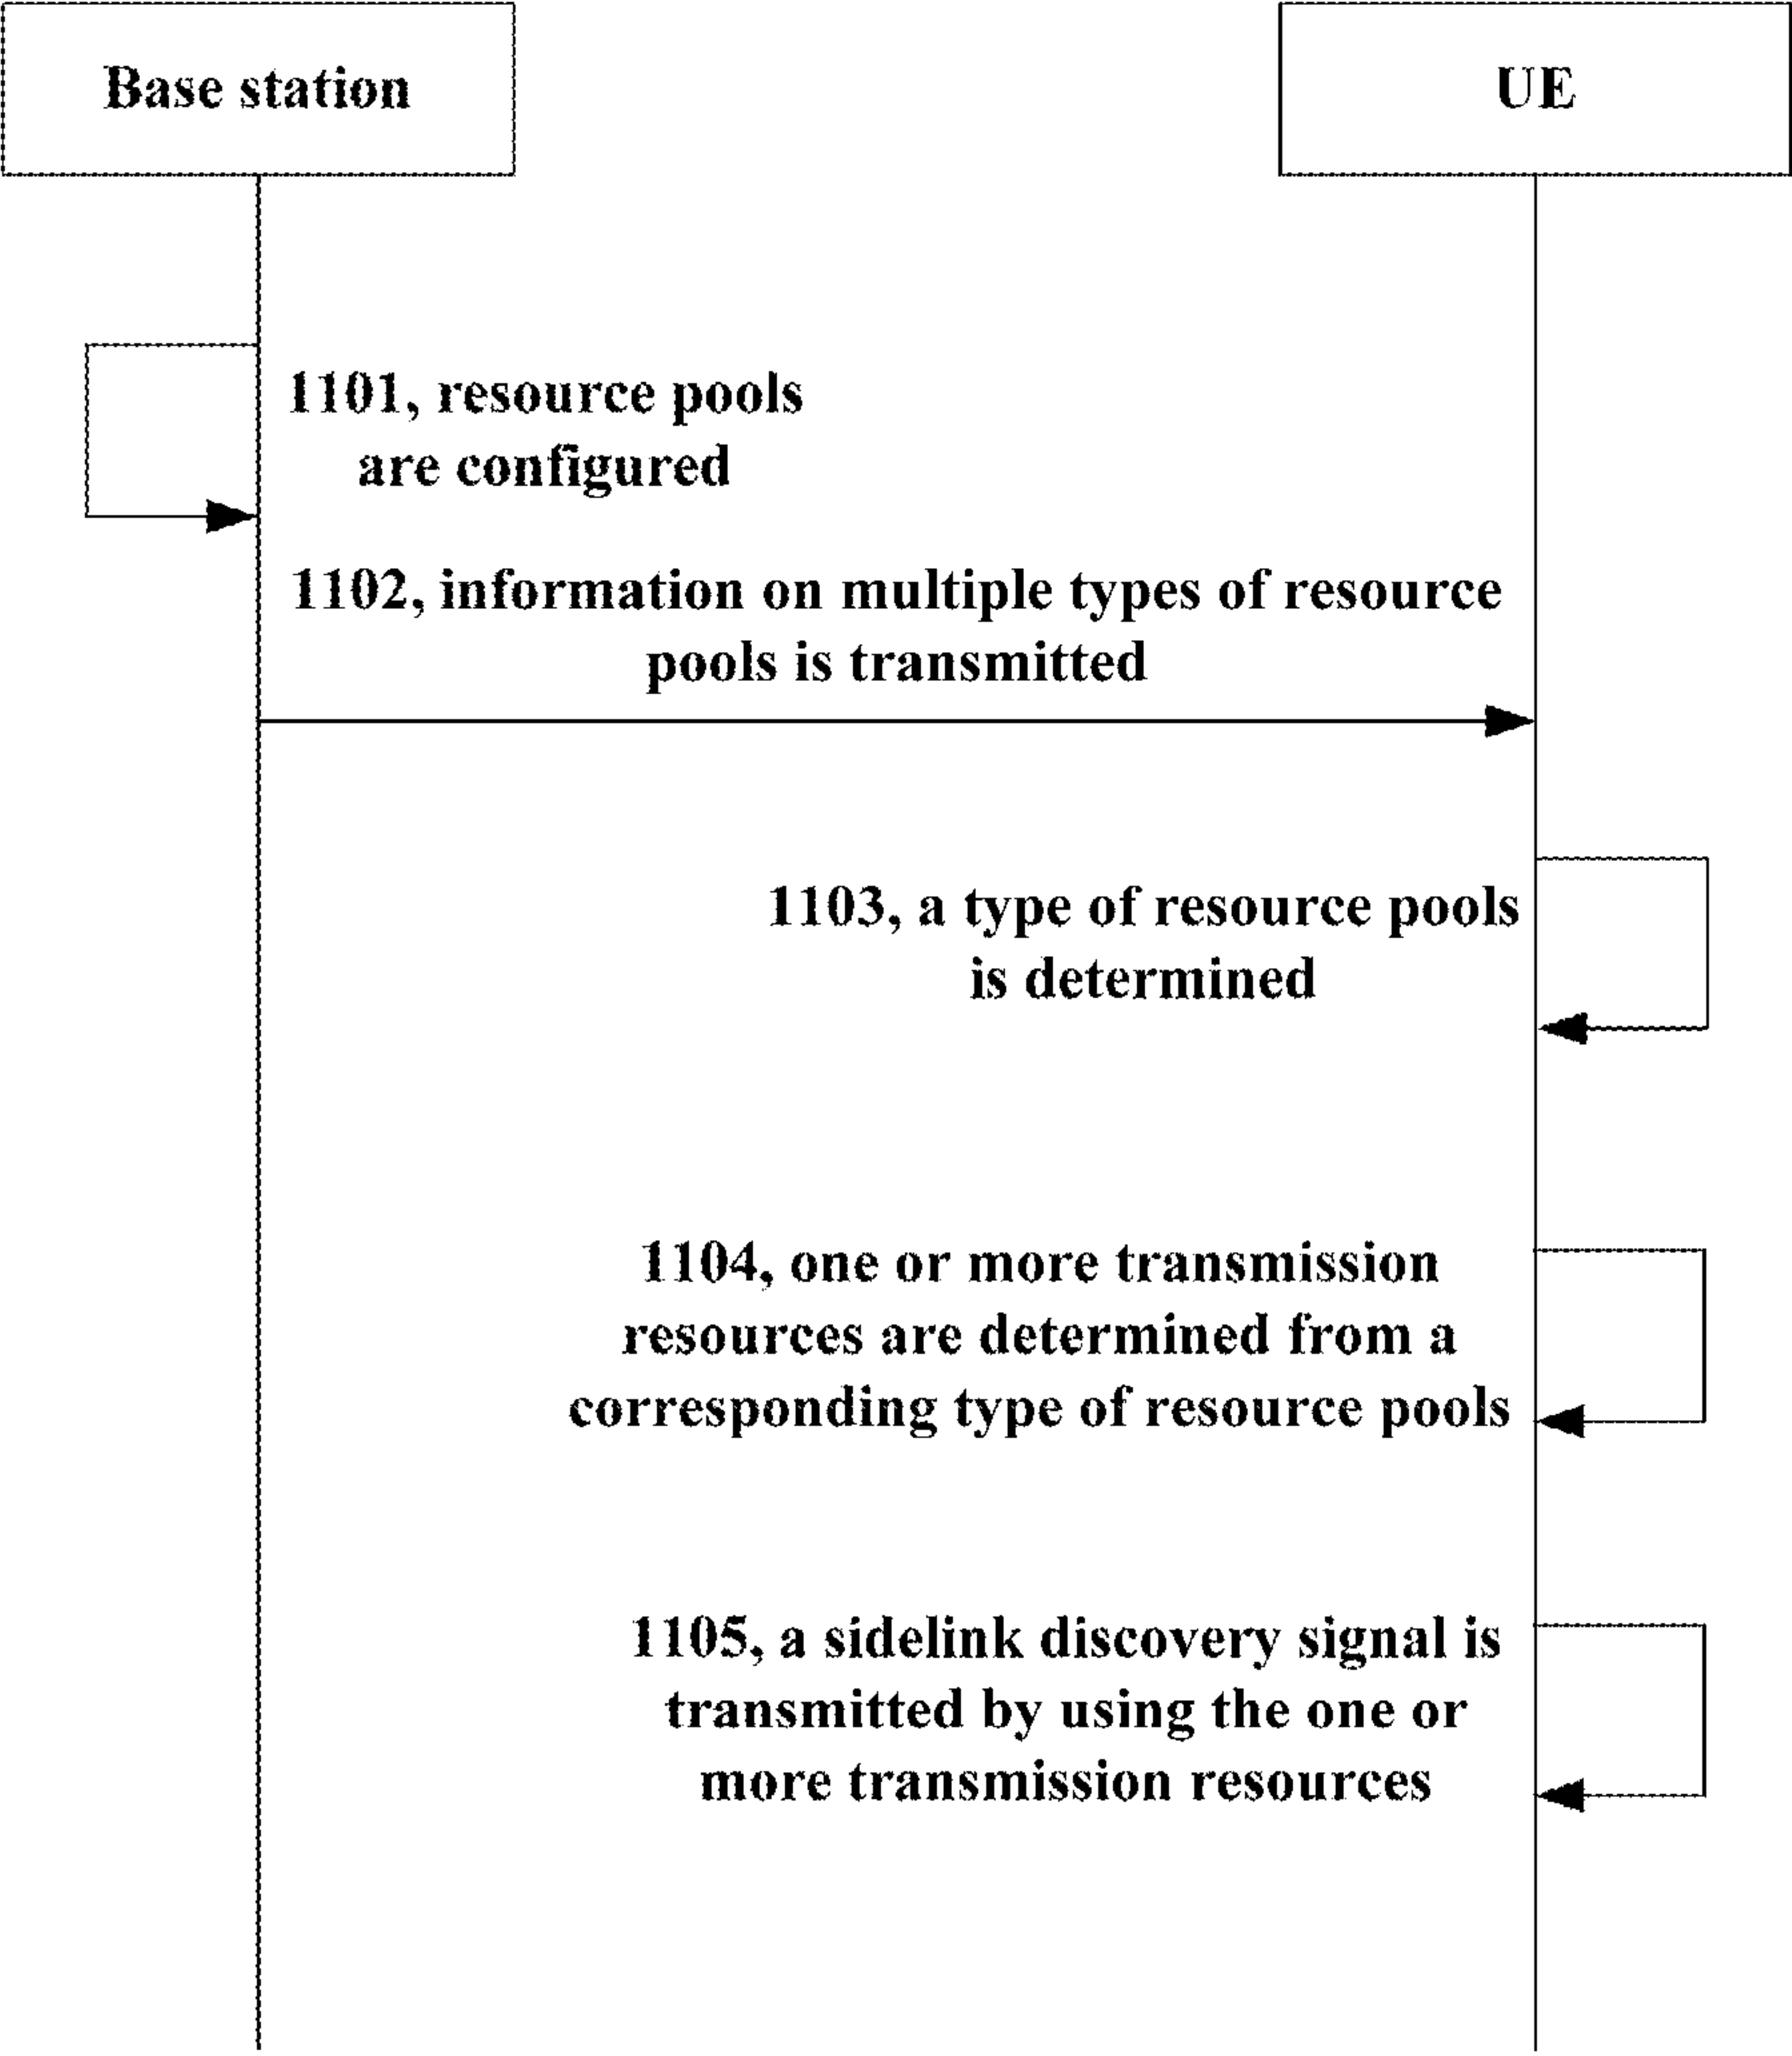 Base station
UE
1101, resource pools
are configured
1102, information on multiple types of resource
pools is transmitted
1103, a type of resource pools
is determined
1104, one or more transmission
resources are determined from a
corresponding type of resource pools
1105, a sidelink discovery signal is
transmitted by using the one or
more transmission resources